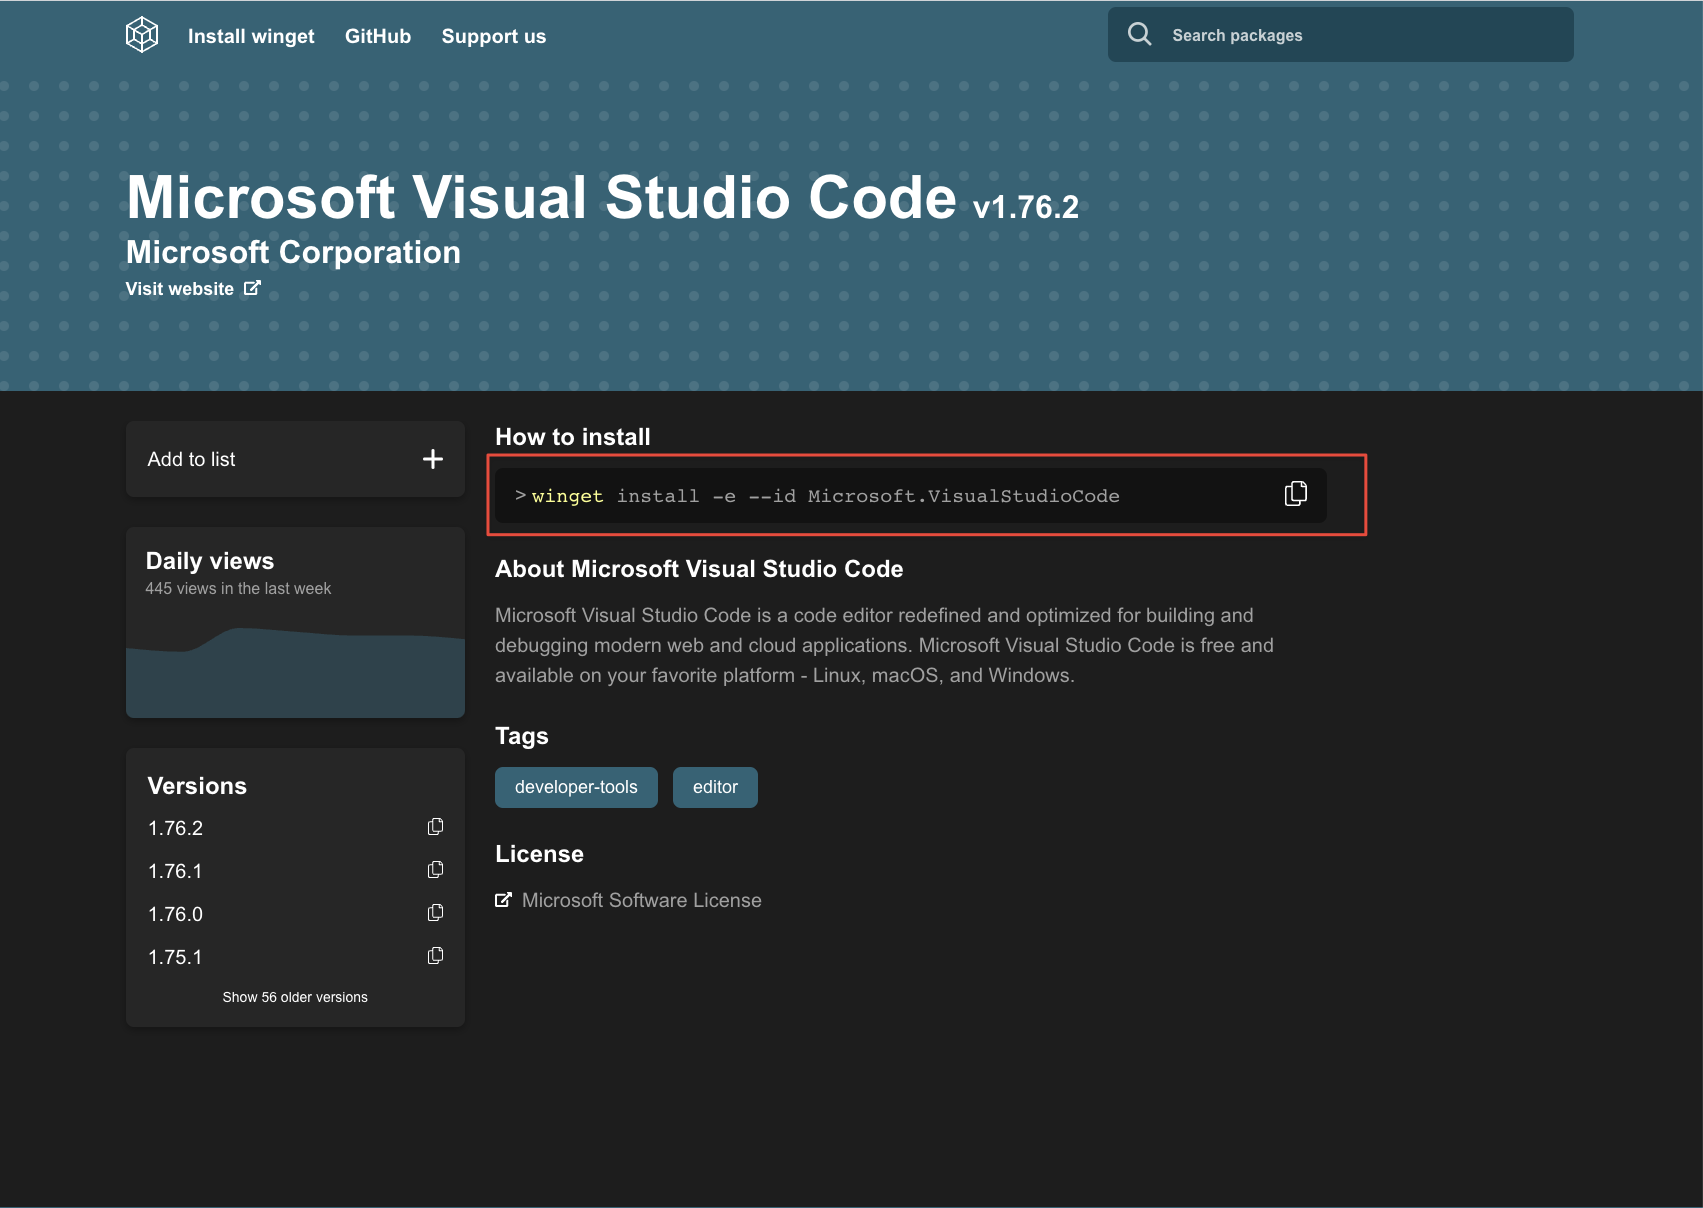 Install winget GitHub Support us
Search packages
Microsoft Visual Studio Code v1.76.2
Microsoft Corporation
Visit website
Add to list
Daily views
445 views in the last week
Versions
1.76.2
1.76.1
1.76.0
1.75.1
Show 56 older versions
How to install
> winget install -e --id Microsoft.VisualStudioCode
About Microsoft Visual Studio Code
Microsoft Visual Studio Code is a code editor redefined and optimized for building and
debugging modern web and cloud applications. Microsoft Visual Studio Code is free and
available on your favorite platform - Linux, macOS, and Windows.
Tags
developer-tools editor
License
Microsoft Software License